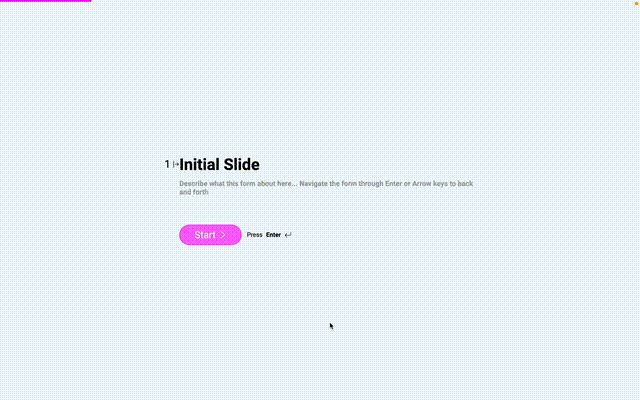 1 Initial Slide
Describe what this form about here... Navigate the form through Enter or Arrow keys to back
and forth
Start Press Enter